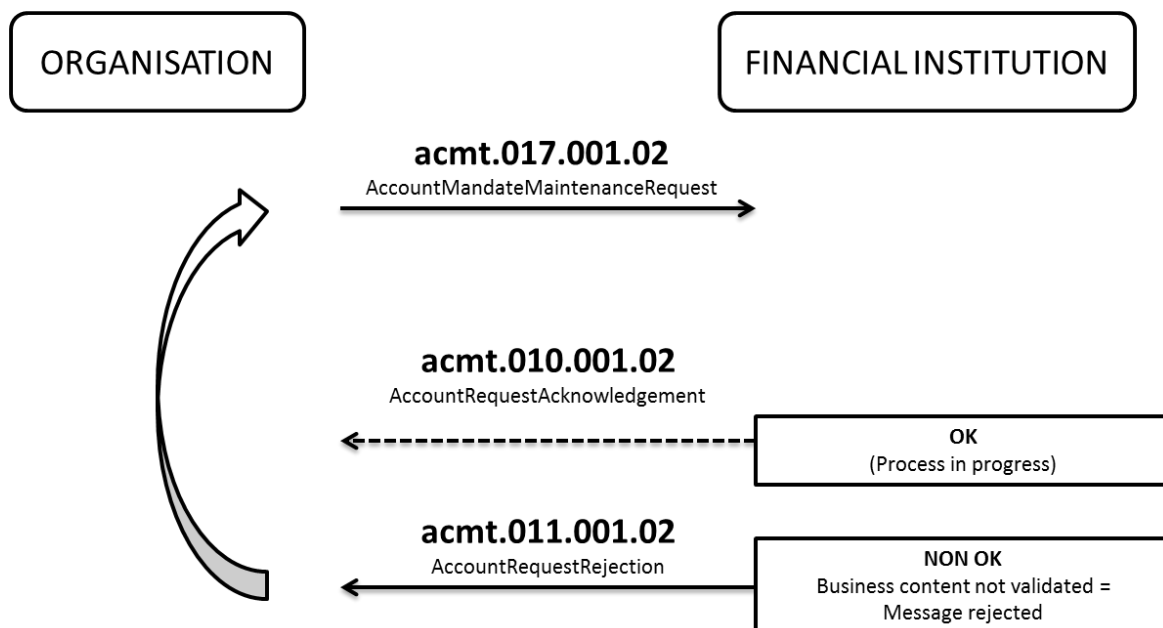 ORGANISATION
FINANCIAL INSTITUTION
acmt.017.001.02
AccountMandateMaintenanceRequest
acmt.010.001.02
AccountRequestAcknowledgement
OK
(Process in progress)
acmt.011.001.02
AccountRequestRejection
NON OK
Business content not validated =
Message rejected